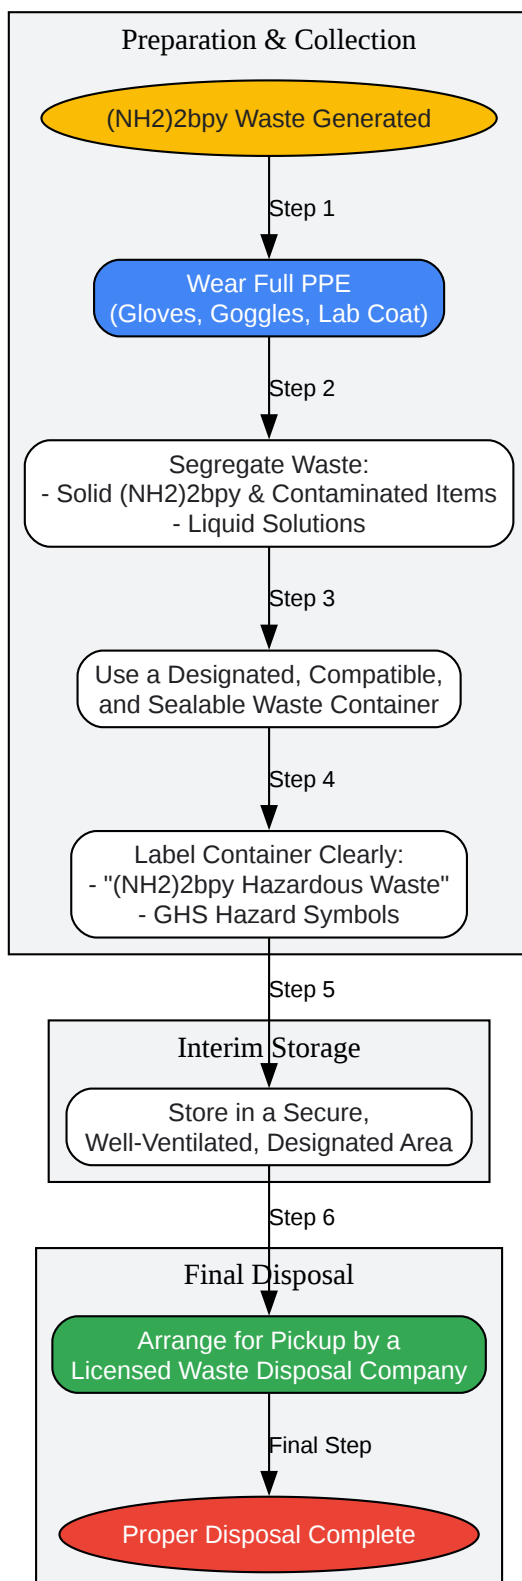 Preparation & Collection
(NH2)2bpy Waste Generated
Step 1
Wear Full PPE
(Gloves, Goggles, Lab Coat)
Step 2
Segregate Waste:
- Solid (NH2)2bpy & Contaminated Items
- Liquid Solutions
Step 3
Use a Designated, Compatible,
and Sealable Waste Container
Step 4
Label Container Clearly:
- "(NH2)2bpy Hazardous Waste"
- GHS Hazard Symbols
Step 5
Interim Storage
Store in a Secure,
Well-Ventilated, Designated Area
Step 6
Final Disposal
Arrange for Pickup by a
Licensed Waste Disposal Company
Final Step
Proper Disposal Complete